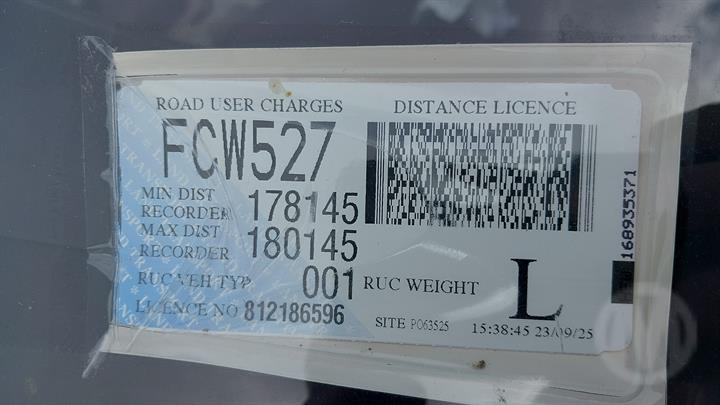 ROAD USER CHARGES DISTANCE LICENCE
FCW527
MIN DIST
RECORDER 178145
MAX DIST
RECORDER 180145
RUC VEH TYP 001 RUC WEIGHT L
LICENCE NO 812186596
SITE PO63525 15:38:45 23/09/25
168935371